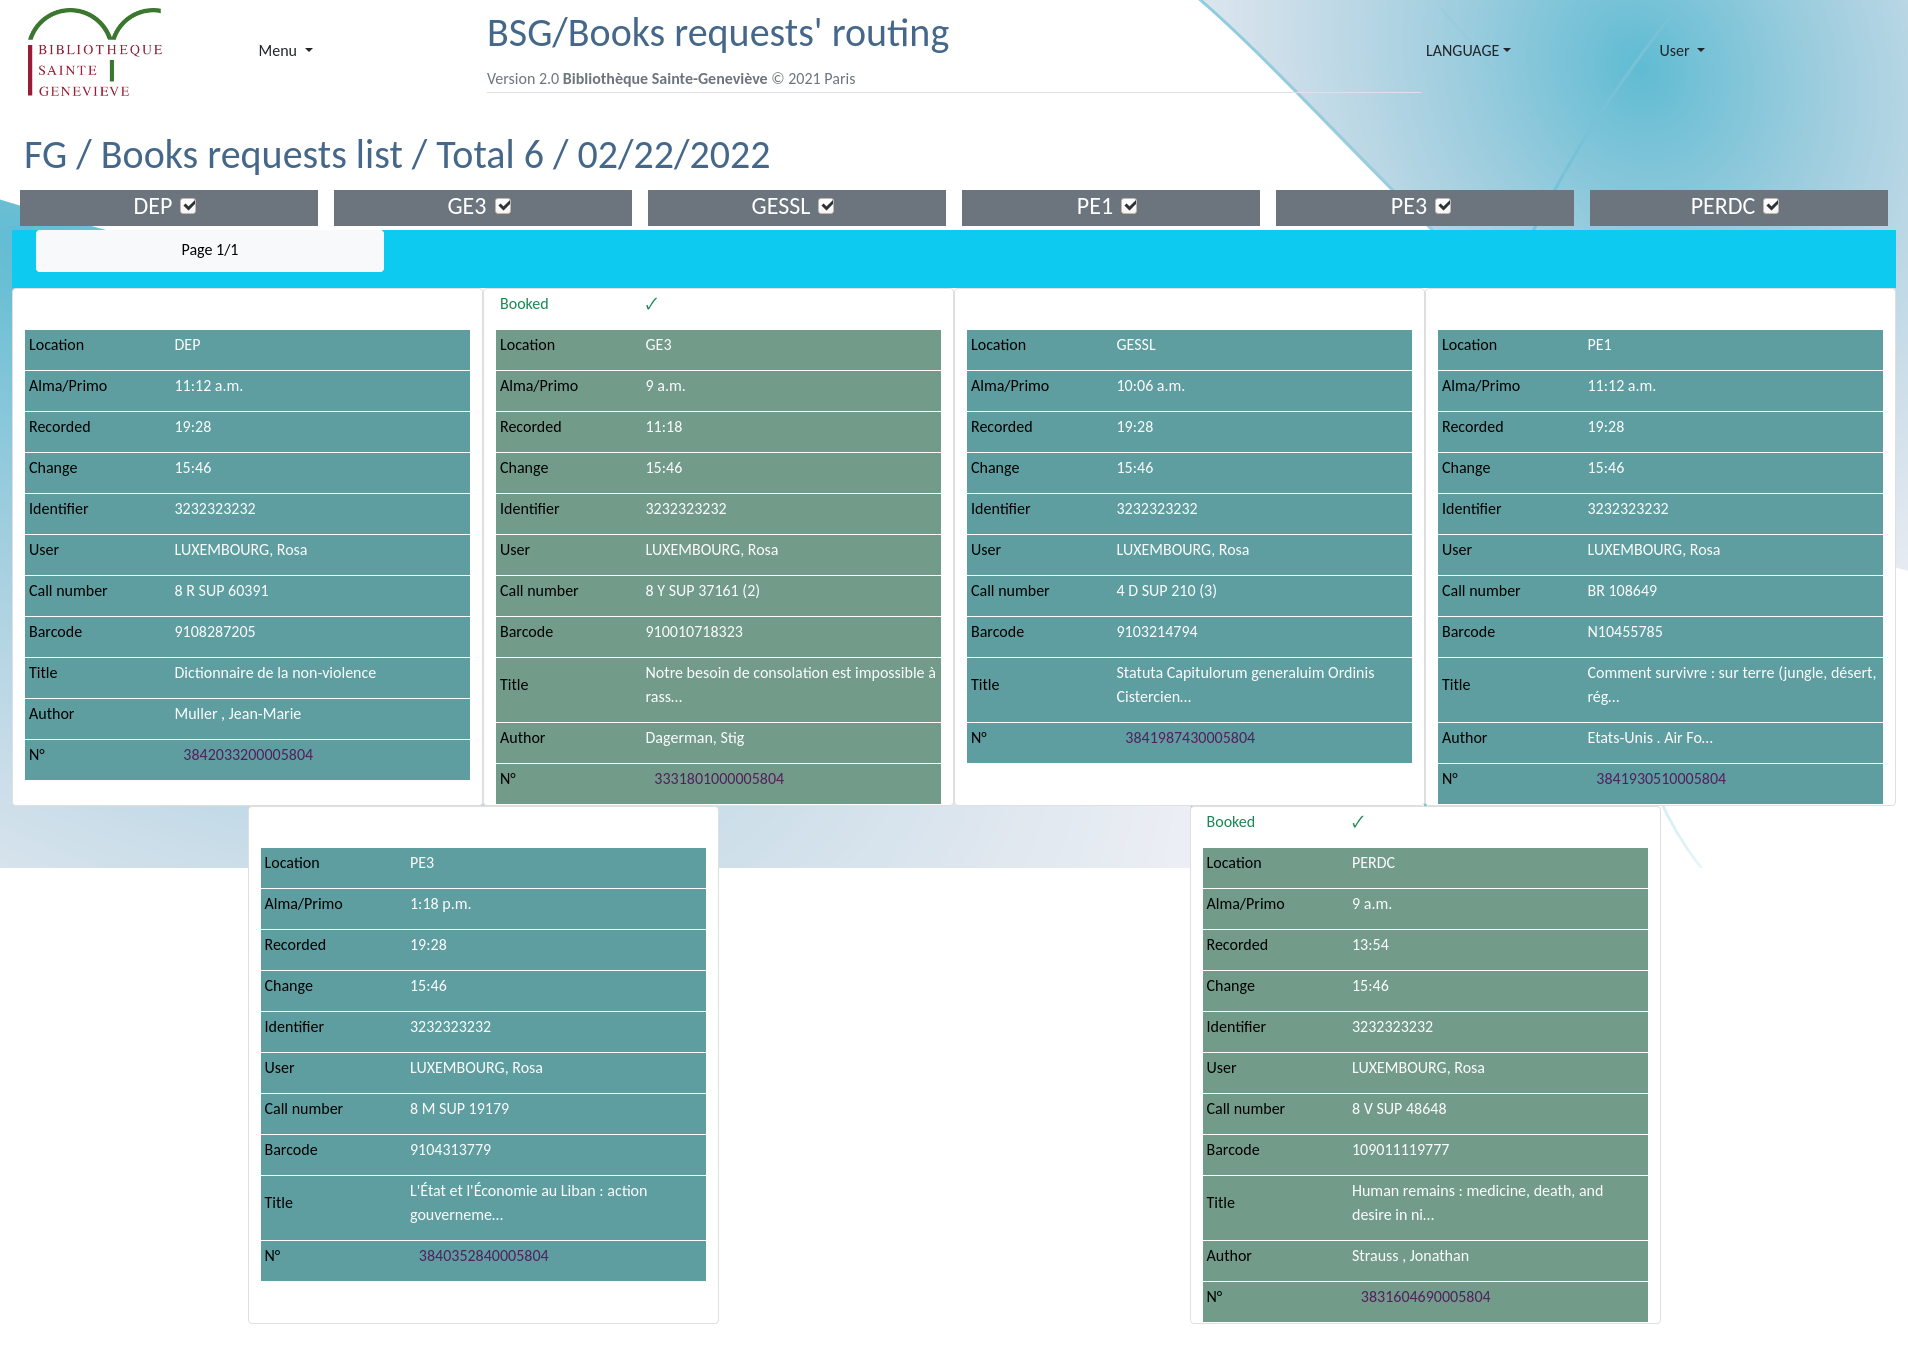 BIBLIOTHEQUE
SAINTE
GENEVIEVE
Menu
BSG/Books requests' routing
Version 2.0 Bibliothèque Sainte-Geneviève © 2021 Paris
LANGUAGE
User
FG / Books requests list / Total 6 / 02/22/2022
DEP
GE3
GESSL
PE1
PE3
PERDC
Page 1/1
Location DEP
Alma/Primo 11:12 a.m.
Recorded 19:28
Change 15:46
Identifier 3232323232
User LUXEMBOURG, Rosa
Call number 8 R SUP 60391
Barcode 9108287205
Title Dictionnaire de la non-violence
Author Muller , Jean-Marie
N° 3842033200005804
Booked ✓
Location GE3
Alma/Primo 9 a.m.
Recorded 11:18
Change 15:46
Identifier 3232323232
User LUXEMBOURG, Rosa
Call number 8 Y SUP 37161 (2)
Barcode 910010718323
Title Notre besoin de consolation est impossible à
rass...
Author Dagerman, Stig
N° 3331801000005804
Location GESSL
Alma/Primo 10:06 a.m.
Recorded 19:28
Change 15:46
Identifier 3232323232
User LUXEMBOURG, Rosa
Call number 4 D SUP 210 (3)
Barcode 9103214794
Title Statuta Capitulorum generaluim Ordinis
Cistercien...
N° 3841987430005804
Location PE1
Alma/Primo 11:12 a.m.
Recorded 19:28
Change 15:46
Identifier 3232323232
User LUXEMBOURG, Rosa
Call number BR 108649
Barcode N10455785
Title Comment survivre : sur terre (jungle, désert,
rég...
Author Etats-Unis . Air Fo...
N° 3841930510005804
Location PE3
Alma/Primo 1:18 p.m.
Recorded 19:28
Change 15:46
Identifier 3232323232
User LUXEMBOURG, Rosa
Call number 8 M SUP 19179
Barcode 9104313779
Title L'État et l'Économie au Liban : action
gouverneme...
N° 3840352840005804
Booked ✓
Location PERDC
Alma/Primo 9 a.m.
Recorded 13:54
Change 15:46
Identifier 3232323232
User LUXEMBOURG, Rosa
Call number 8 V SUP 48648
Barcode 109011119777
Title Human remains : medicine, death, and
desire in ni...
Author Strauss , Jonathan
N° 3831604690005804